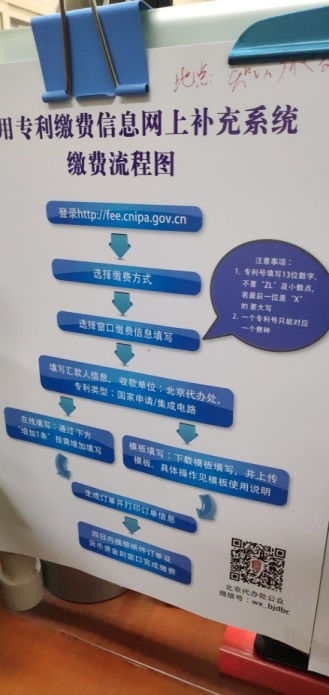 地点:
用专利缴费信息网上补充系统
缴费流程图
登录http://fee.cnipa.gov.cn
选择缴费方式
选择窗口缴费信息填写
注意事项:
1. 专利号填写13位数字,
不要“ZL”及小数点,
若最后一位是“X”
的 要大写
2. 一个专利号只能对应
一个费种
填写汇款人信息, 收款单位:北京代办处,
专利类型:国家申请/集成电路
在线填写:通过下方
“增加1条”按需增加填写
模板填写:下载模板填写,并上传
模板。具体操作见模板使用说明
生成订单并打印订单信息
四日内携带纸件订单及
货币资金到窗口完成缴费
北京代办处公众
微信号:wx_bjdbc